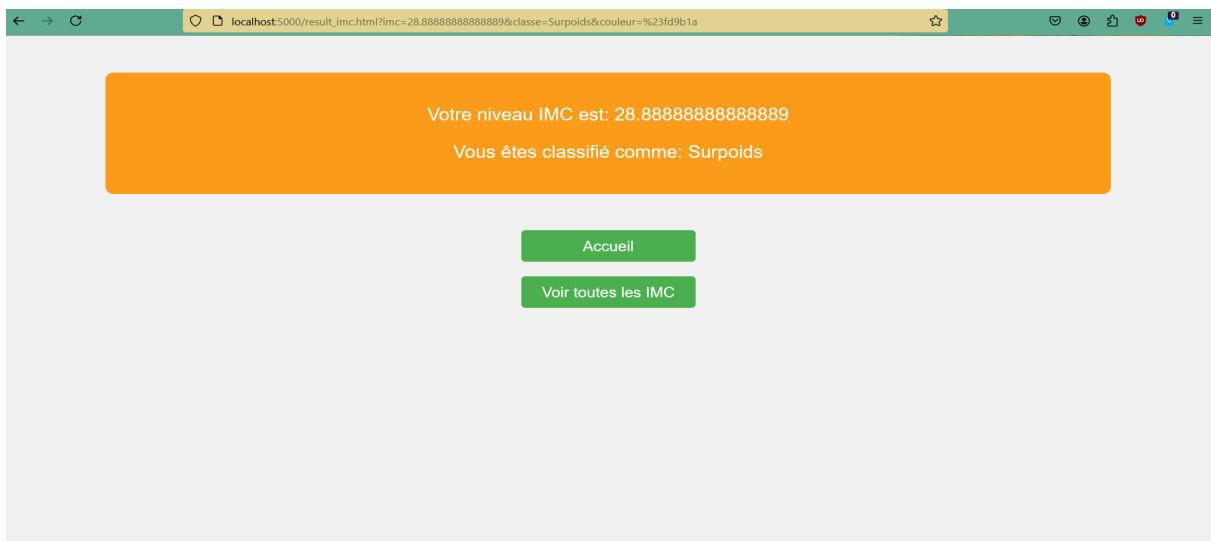 localhost:5000/result_imc.html?imc=28.88888888888889&classe=Surpoids&couleur=%23fd9b1a
0
Votre niveau IMC est: 28.88888888888889
Vous êtes classifié comme: Surpoids
Accueil
Voir toutes les IMC